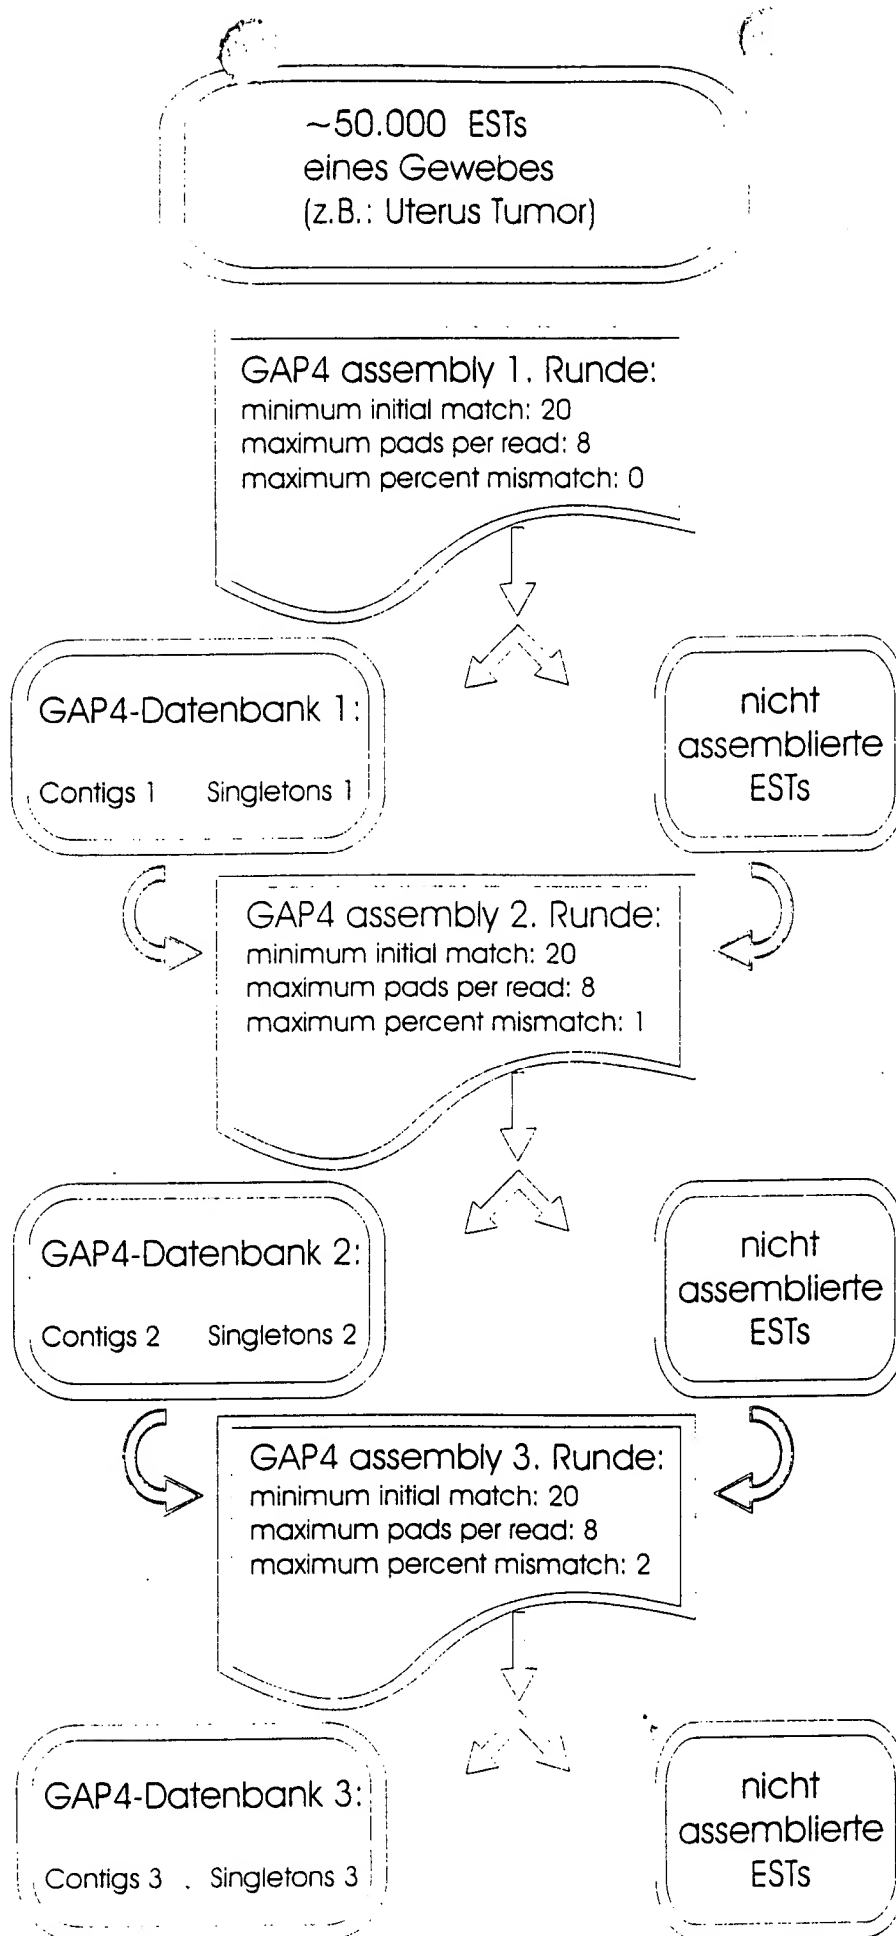 ~50.000 ESTs
eines Gewebes
(z.B.: Uterus Tumor)
GAP4 assembly 1. Runde:
minimum initial match: 20
maximum pads per read: 8
maximum percent mismatch: 0
GAP4-Datenbank 1:
Contigs 1 Singletons 1
nicht
assemblierte
ESTs
GAP4 assembly 2. Runde:
minimum initial match: 20
maximum pads per read: 8
maximum percent mismatch: 1
GAP4-Datenbank 2:
Contigs 2 Singletons 2
nicht
assemblierte
ESTs
GAP4 assembly 3. Runde:
minimum initial match: 20
maximum pads per read: 8
maximum percent mismatch: 2
GAP4-Datenbank 3:
Contigs 3 Singletons 3
nicht
assemblierte
ESTs